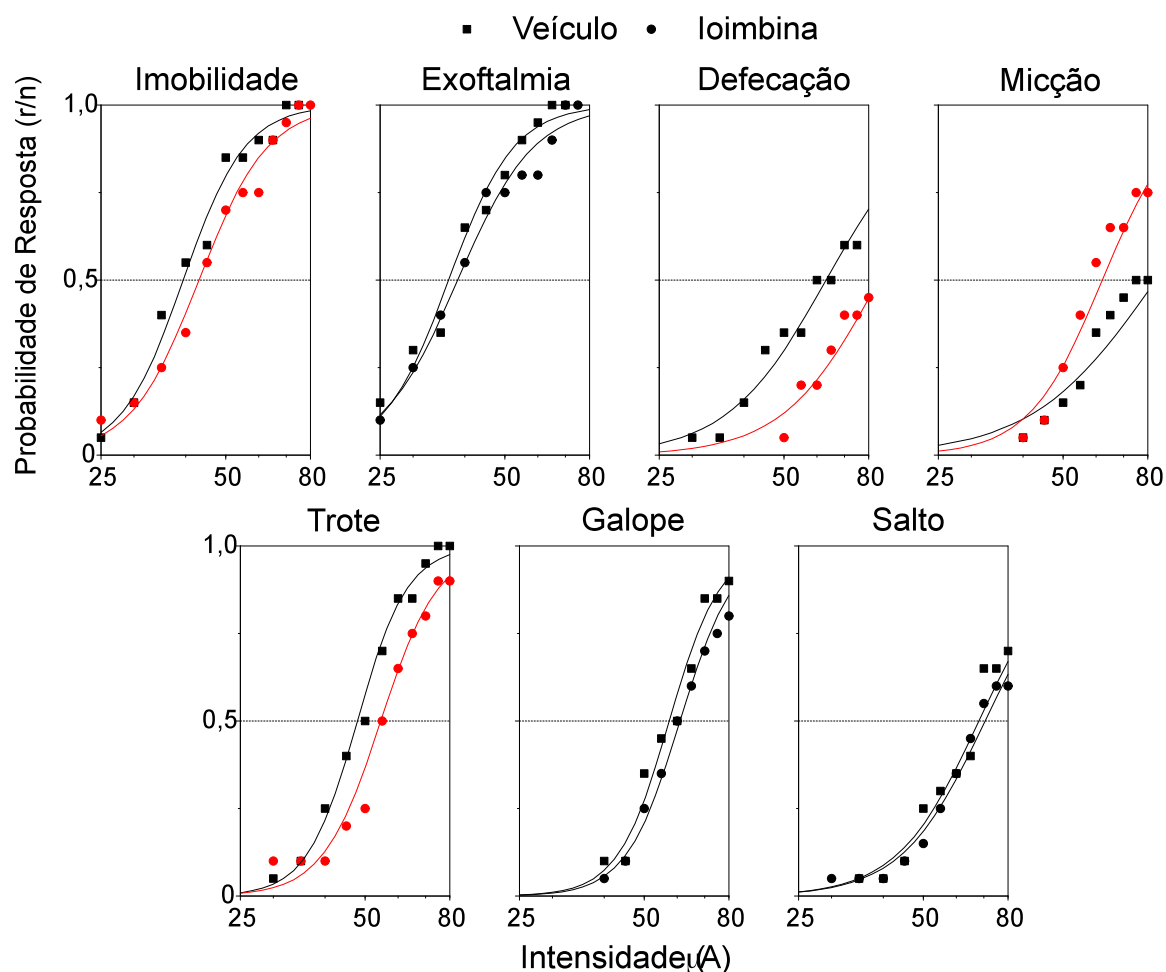 Veículo Ioimbina
Imobilidade Exoftalmia Defecação Micção
Probabilidade de Resposta (r/n)
1,0
0,5
0
25 50 80 25 50 80 25 50 80 25 50 80
Trote Galope Salto
1,0
0,5
0
25 50 80 25 50 80 25 50 80
Intensidade(μA)